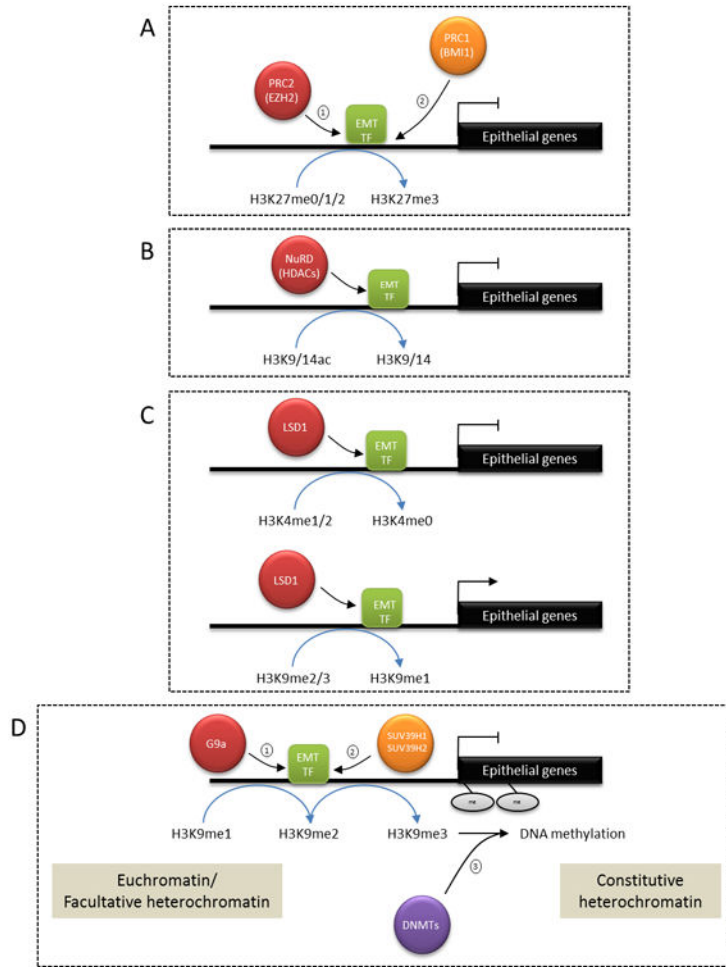 A
PRC2
(EZH2)
1
PRC1
(BMI1)
2
EMT
TF
Epithelial genes
H3K27me0/1/2
H3K27me3
B
NuRD
(HDACs)
EMT
TF
Epithelial genes
H3K9/14ac
H3K9/14
C
LSD1
EMT
TF
Epithelial genes
H3K4me1/2
H3K4me0
LSD1
EMT
TF
Epithelial genes
H3K9me2/3
H3K9me1
D
G9a
1
EMT
TF
2
SUV39H1
SUV39H2
Epithelial genes
me
me
H3K9me1
H3K9me2
H3K9me3
DNA methylation
3
Euchromatin/
Facultative heterochromatin
DNMTs
Constitutive
heterochromatin